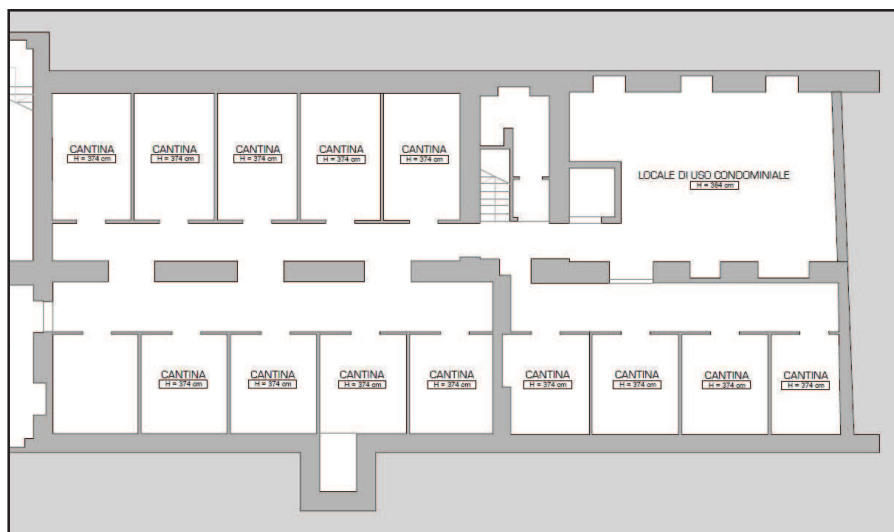 CANTINA
H = 374 cm
CANTINA
H = 374 cm
CANTINA
H = 374 cm
CANTINA
H = 374 cm
CANTINA
H = 374 cm
LOCALE DI USO CONDOMINIALE
H = 384 cm
CANTINA
H = 374 cm
CANTINA
H = 374 cm
CANTINA
H = 374 cm
CANTINA
H = 374 cm
CANTINA
H = 374 cm
CANTINA
H = 374 cm
CANTINA
H = 374 cm
CANTINA
H = 374 cm